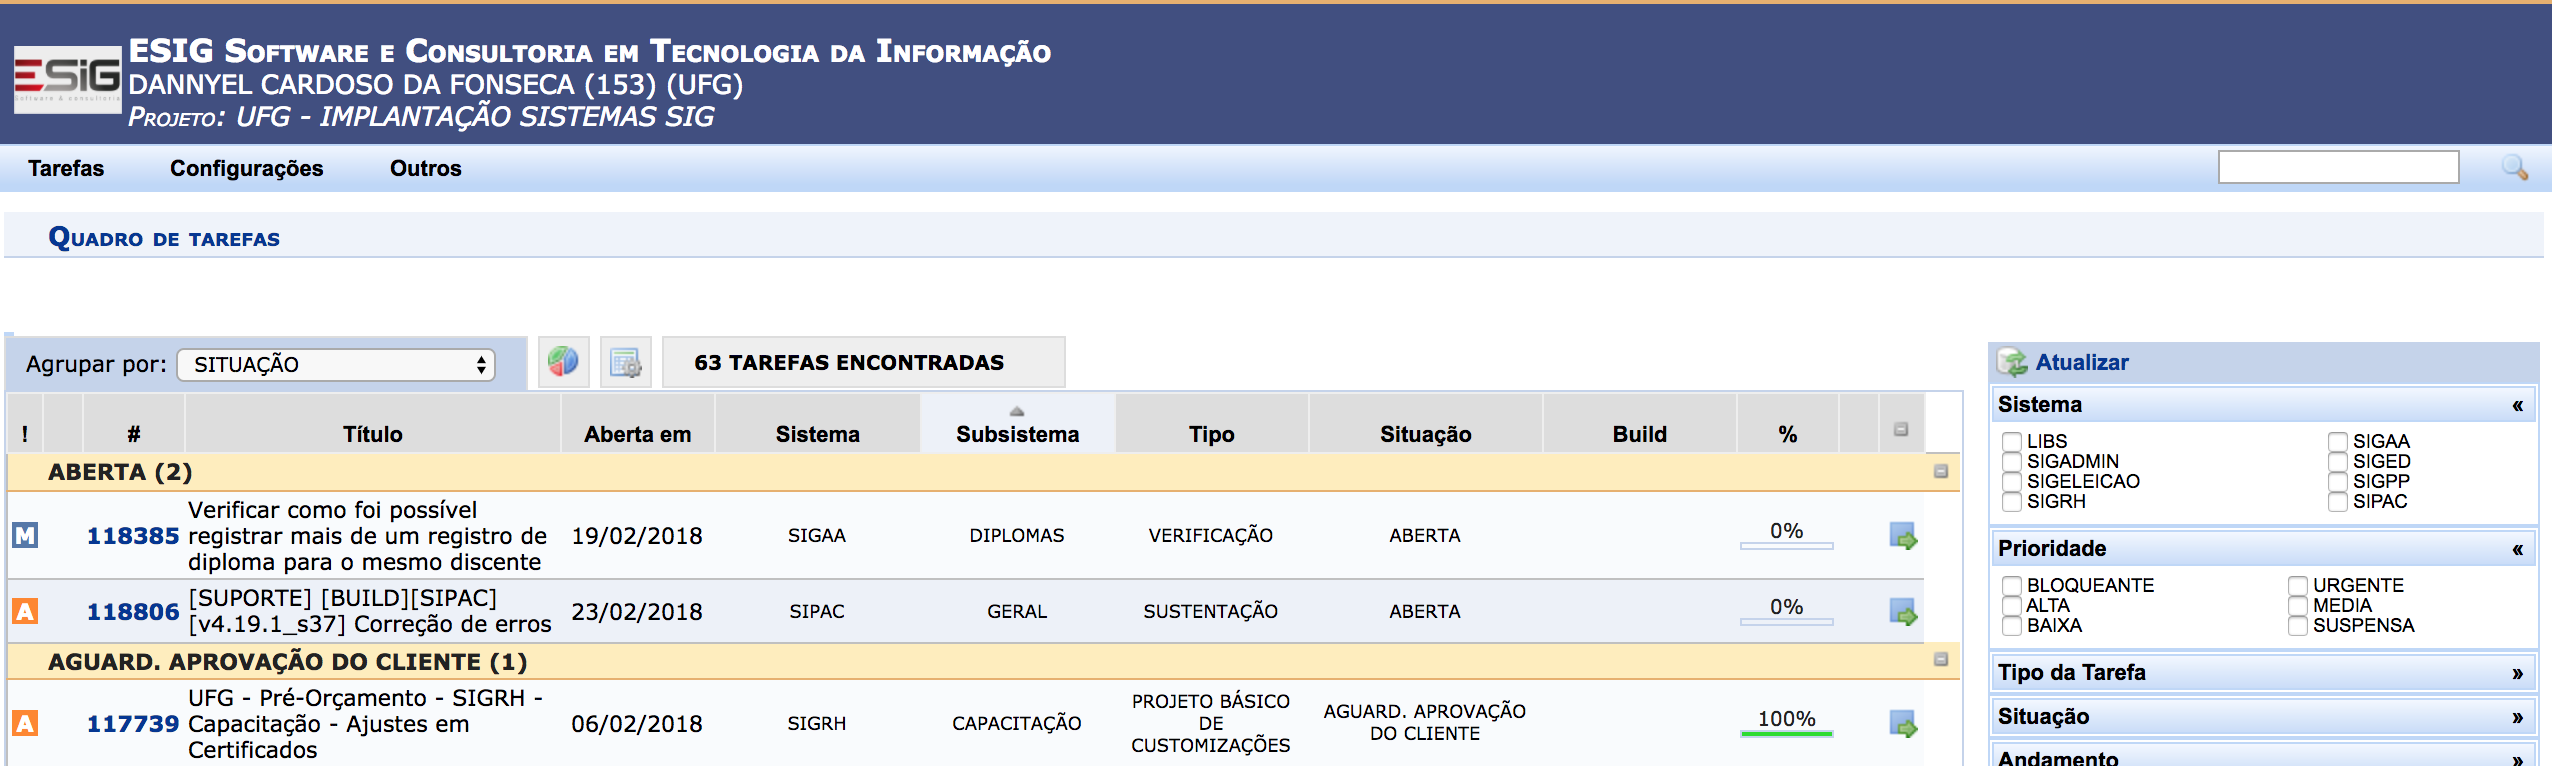 ESiG
Software & consultoria
ESIG Software e Consultoria em Tecnologia da Informação
DANNYEL CARDOSO DA FONSECA (153) (UFG)
Projeto: UFG - IMPLANTAÇÃO SISTEMAS SIG
Tarefas Configurações Outros
Quadro de tarefas
Agrupar por: SITUAÇÃO
63 TAREFAS ENCONTRADAS
! # Título Aberta em Sistema Subsistema Tipo Situação Build %
ABERTA (2)
M 118385 Verificar como foi possível
registrar mais de um registro de
diploma para o mesmo discente
19/02/2018 SIGAA DIPLOMAS VERIFICAÇÃO ABERTA 0%
A 118806 [SUPORTE] [BUILD][SIPAC]
[v4.19.1_s37] Correção de erros
23/02/2018 SIPAC GERAL SUSTENTAÇÃO ABERTA 0%
AGUARD. APROVAÇÃO DO CLIENTE (1)
A 117739 UFG - Pré-Orçamento - SIGRH -
Capacitação - Ajustes em
Certificados
06/02/2018 SIGRH CAPACITAÇÃO
PROJETO BÁSICO
DE
CUSTOMIZAÇÕES
AGUARD. APROVAÇÃO
DO CLIENTE
100%
Atualizar
Sistema «
LIBS SIGAA
SIGADMIN SIGED
SIGELEICAO SIGPP
SIGRH SIPAC
Prioridade «
BLOQUEANTE URGENTE
ALTA MEDIA
BAIXA SUSPENSA
Tipo da Tarefa »
Situação »
Andamento »